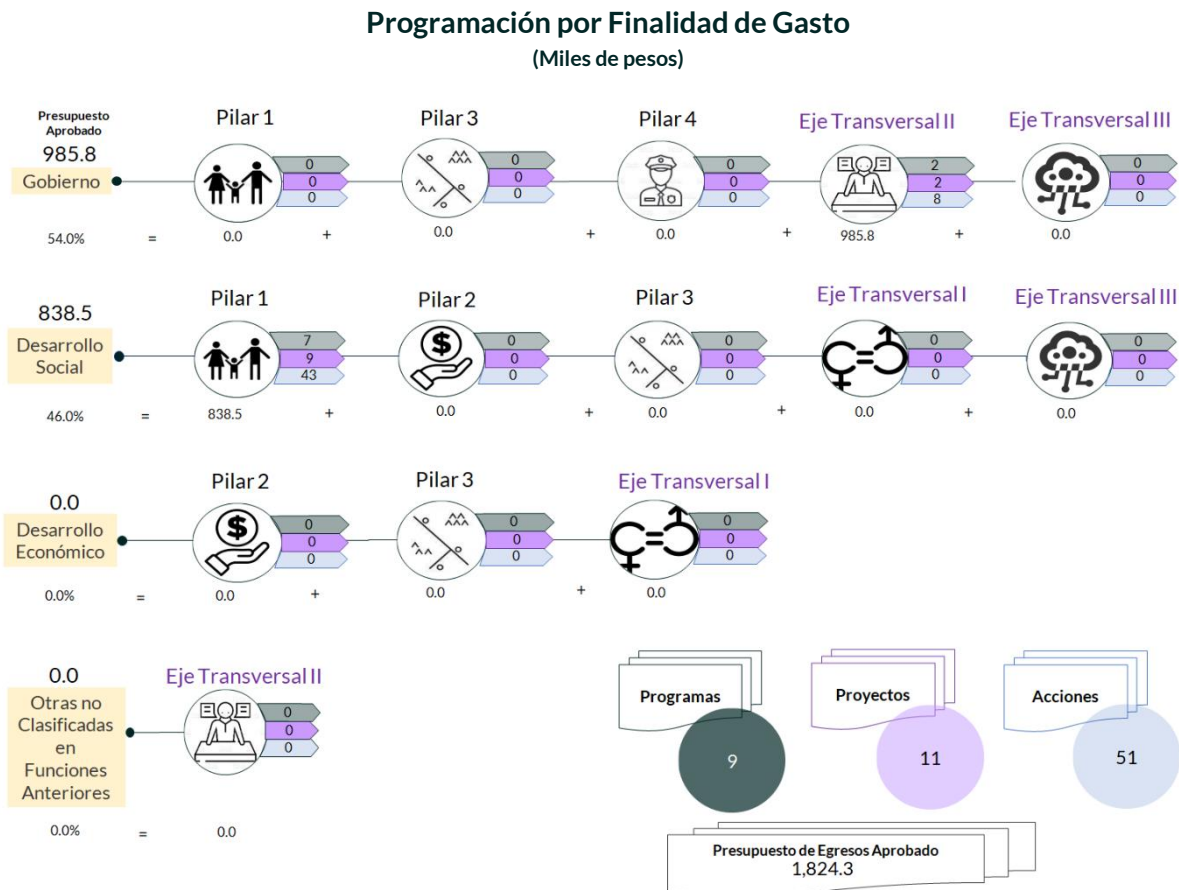 Programación por Finalidad de Gasto
(Miles de pesos)
Presupuesto
Aprobado
985.8
Gobierno
54.0%
=
Pilar 1
0
0
0
0.0
+
Pilar 3
0
0
0
0.0
+
Pilar 4
0
0
0
0.0
+
Eje Transversal II
2
2
8
985.8
+
Eje Transversal III
0
0
0
0.0
838.5
Desarrollo
Social
46.0%
=
Pilar 1
7
9
43
838.5
+
Pilar 2
$
0
0
0
0.0
+
Pilar 3
0
0
0
0.0
+
Eje Transversal I
0
0
0
0.0
+
Eje Transversal III
0
0
0
0.0
0.0
Desarrollo
Económico
0.0%
=
Pilar 2
$
0
0
0
0.0
+
Pilar 3
0
0
0
0.0
+
Eje Transversal I
0
0
0
0.0
0.0
Otras no
Clasificadas
en
Funciones
Anteriores
0.0%
=
Eje Transversal II
0
0
0
0.0
Programas
9
Proyectos
11
Acciones
51
Presupuesto de Egresos Aprobado
1,824.3